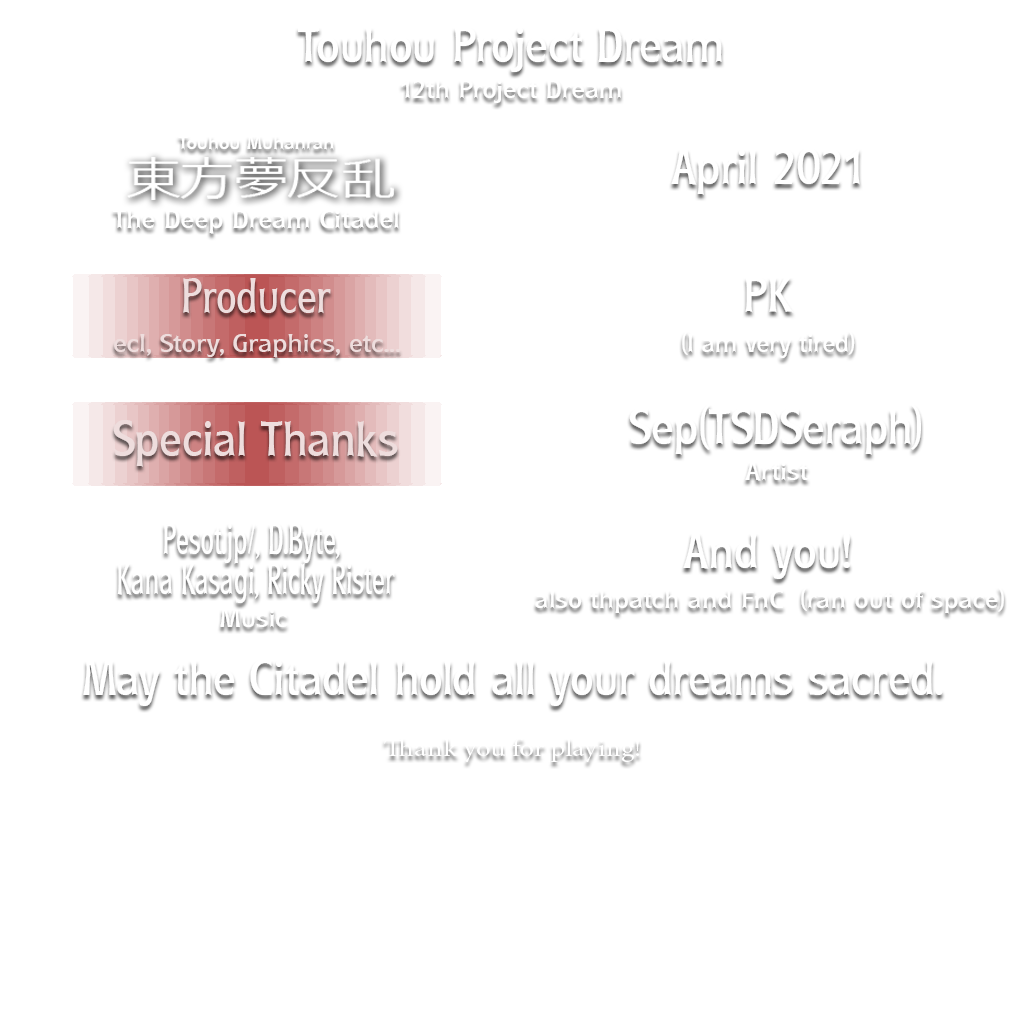 Touhou Project Dream
12th Project Dream
Touhou Muhanran
東方夢反乱
The Deep Dream Citadel
April 2021
Producer
ecl, Story, Graphics, etc...
PK
(I am very tired)
Special Thanks
Sep(TSDSeraph)
Artist
Pesot.jp/, D.Byte,
Kana Kasagi, Ricky Rister
Music
And you!
also thpatch and FnC (ran out of space)
May the Citadel hold all your dreams sacred.
Thank you for playing!